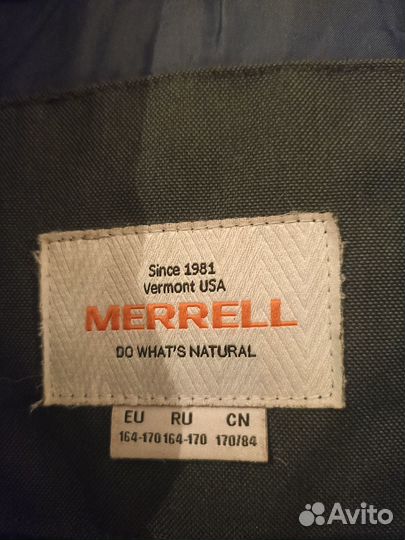 Since 1981
Vermont USA
MERRELL
DO WHAT'S NATURAL
EU RU CN
164-170 164-170 170/84
Avito